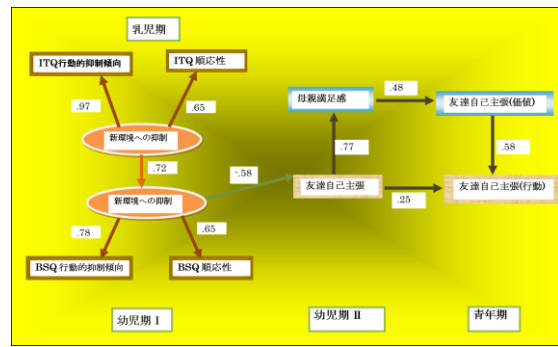 乳児期
ITQ行動的抑制傾向
ITQ 順応性
.97
.65
新環境への抑制
.72
新環境への抑制
-.58
.78
.65
BSQ 行動的抑制傾向
BSQ 順応性
母親満足感
.48
友達自己主張(価値)
.77
.58
友達自己主張
.25
友達自己主張(行動)
幼児期 I
幼児期 II
青年期